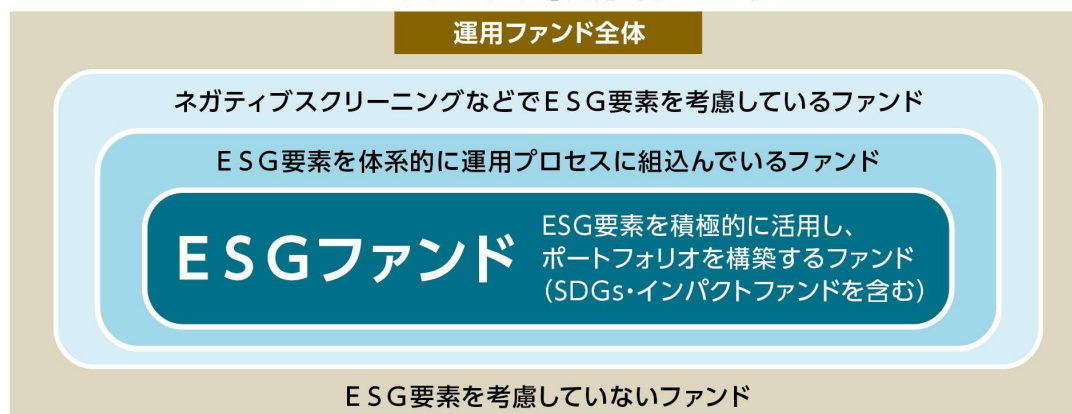 運用ファンド全体
ネガティブスクリーニングなどでESG要素を考慮しているファンド
ESG要素を体系的に運用プロセスに組込んでいるファンド
ESGファンド
ESG要素を積極的に活用し、
ポートフォリオを構築するファンド
(SDGs・インパクトファンドを含む)
ESG要素を考慮していないファンド